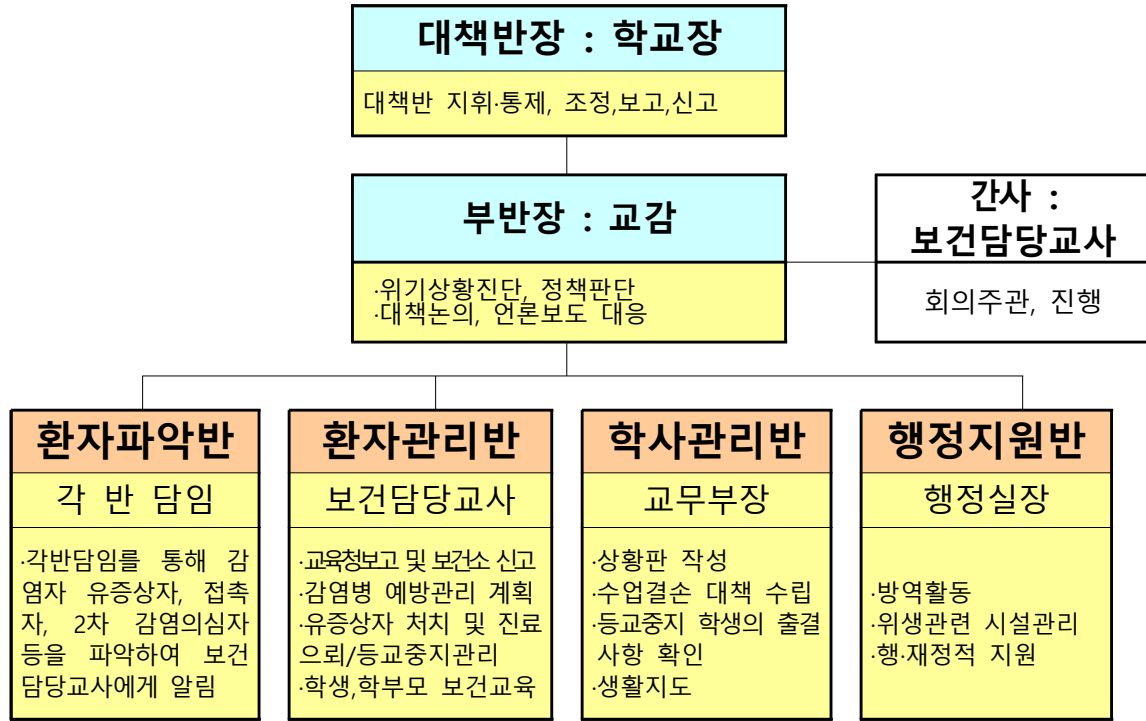 대책반장 : 학교장
대책반 지휘·통제, 조정,보고,신고
부반장 : 교감
·위기상황진단, 정책판단
·대책논의, 언론보도 대응
간사 :
보건담당교사
회의주관, 진행
환자파악반
각 반 담임
·각반담임를 통해 감
염자 유증상자, 접촉
자, 2차 감염의심자
등을 파악하여 보건
담당교사에게 알림
환자관리반
보건담당교사
·교육청보고 및 보건소 신고
·감염병 예방관리 계획
·유증상자 처치 및 진료
으뢰/등교중지관리
·학생,학부모 보건교육
학사관리반
교무부장
·상황판 작성
·수업결손 대책 수립
·등교중지 학생의 출결
사항 확인
·생활지도
행정지원반
행정실장
·방역활동
·위생관련 시설관리
·행·재정적 지원